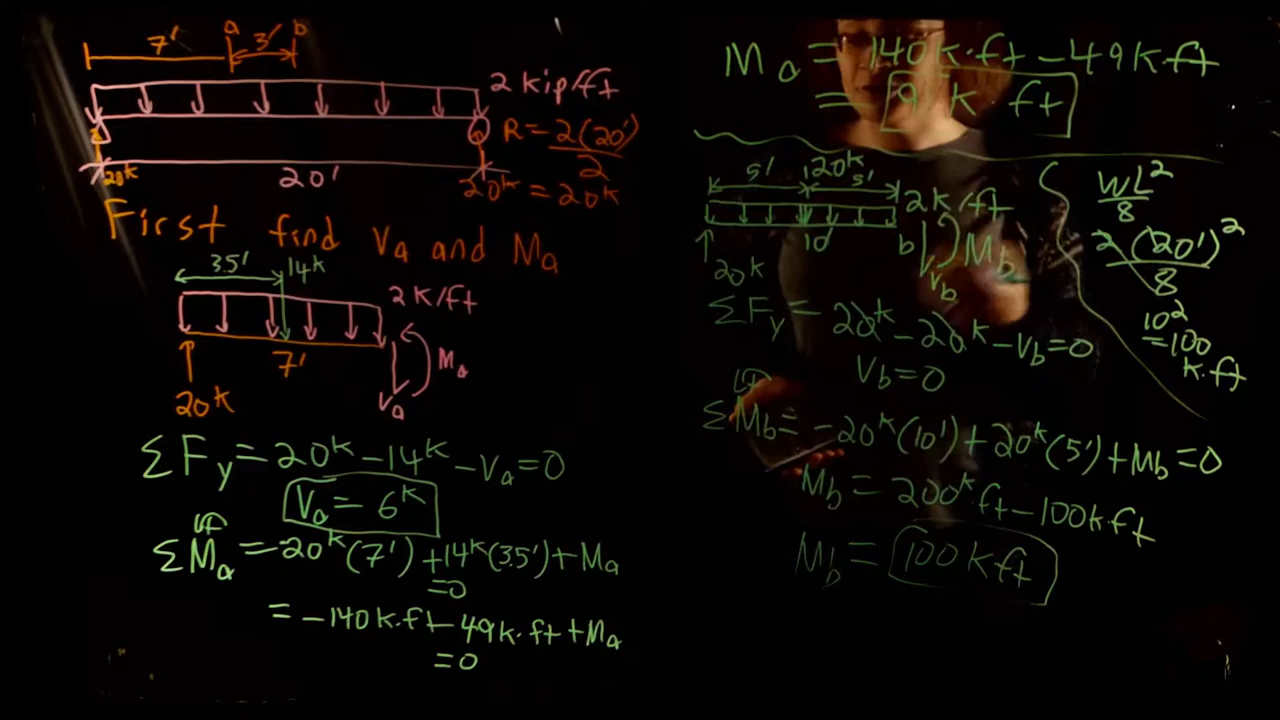 7' a 3' b
2 kip/ft
R = 2(20')/2
= 20k
20k 20' 20k
First find Va and Ma
3.5' 14k
2 k/ft
7' Ma
20k Va
ΣFy = 20k - 14k - Va = 0
Va = 6k
ΣMa = -20k(7') + 14k(3.5') + Ma
= 0
= -140 k·ft - 49 k·ft + Ma
= 0
Ma = 140 k·ft - 49 k ft
= 91 k ft
5' 20k 5'
2 k/ft
10' b Mb
20k Vb
ΣFy = 20k - 20k - Vb = 0
Vb = 0
ΣMb = -20k(10') + 20k(5') + Mb = 0
Mb = 200k·ft - 100k·ft
Mb = 100 k ft
WL²/8
2(20')²/8
10²
= 100
k·ft